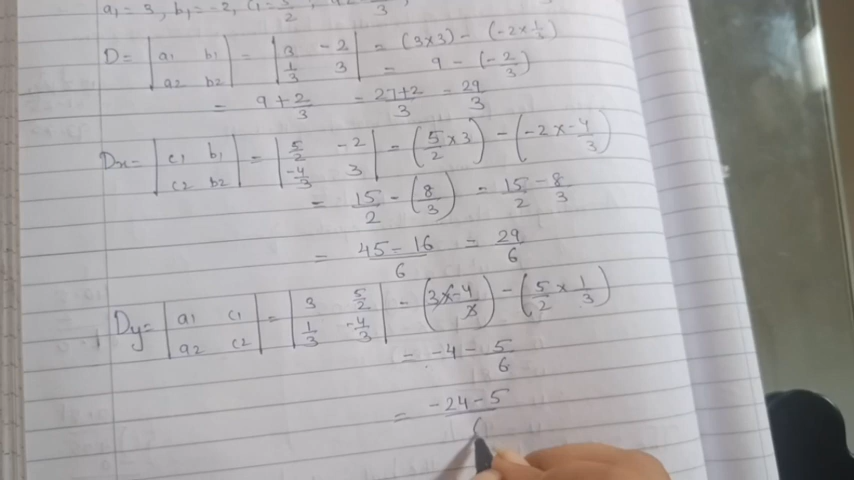 a₁ = 3, b₁ = -2, c₁ =
D = | a₁ b₁ | = | 3 -2 | = (3×3) - (-2×1/3)
| a₂ b₂ | | 1/3 3 | = 9 - (-2/3)
= 9 + 2/3 = 27+2/3 = 29/3
Dx = | c₁ b₁ | = | 5/2 -2 | = (5/2 × 3) - (-2 × -4/3)
| c₂ b₂ | | -4/3 3 |
= 15/2 - (8/3) = 15/2 - 8/3
= 45 - 16/6 = 29/6
Dy = | a₁ c₁ | = | 3 5/2 | = (3 × -4/3) - (5/2 × 1/3)
| a₂ c₂ | | 1/3 -4/3 |
= -4 - 5/6
= -24 - 5